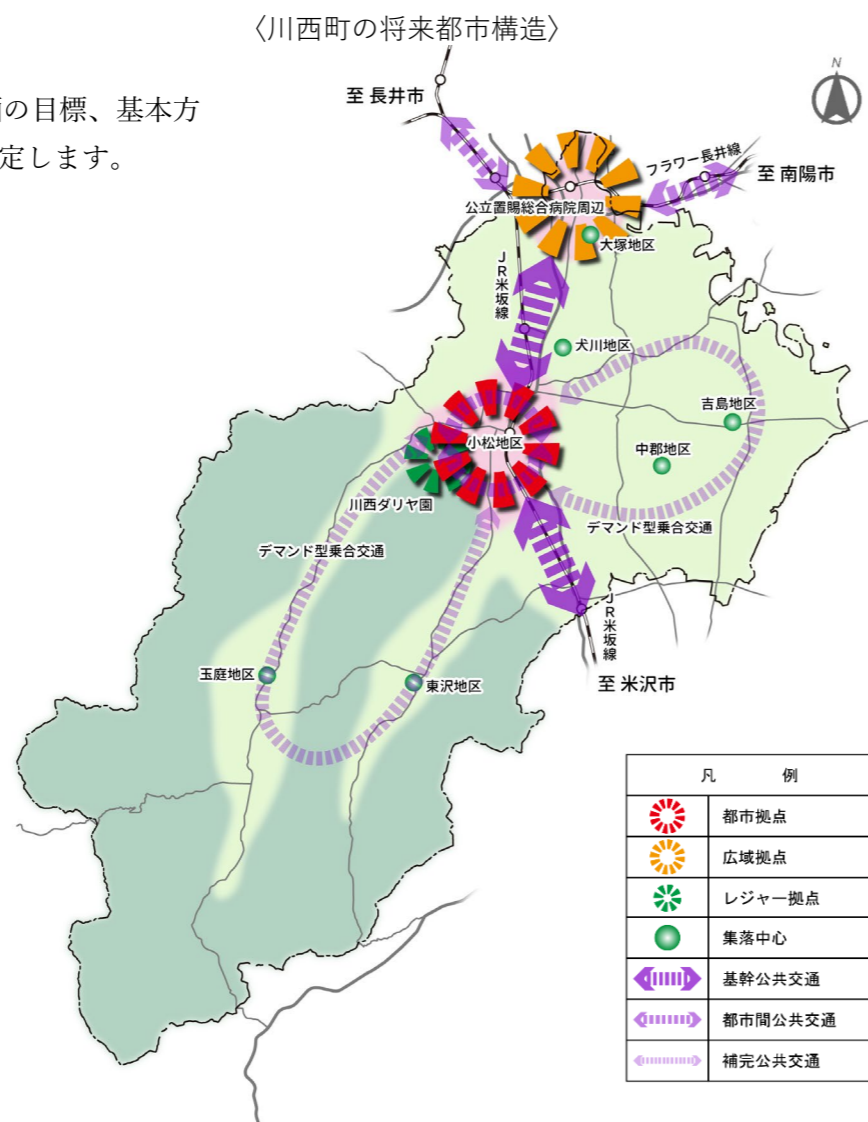 〈川西町の将来都市構造〉
の目標、基本方
定します。
至 長井市
N
フラワー長井線
至 南陽市
公立置賜総合病院周辺
大塚地区
JR米坂線
犬川地区
吉島地区
小松地区
中郡地区
川西ダリヤ園
デマンド型乗合交通
デマンド型乗合交通
JR米坂線
玉庭地区
東沢地区
至 米沢市
凡 例
都市拠点
広域拠点
レジャー拠点
集落中心
基幹公共交通
都市間公共交通
補完公共交通